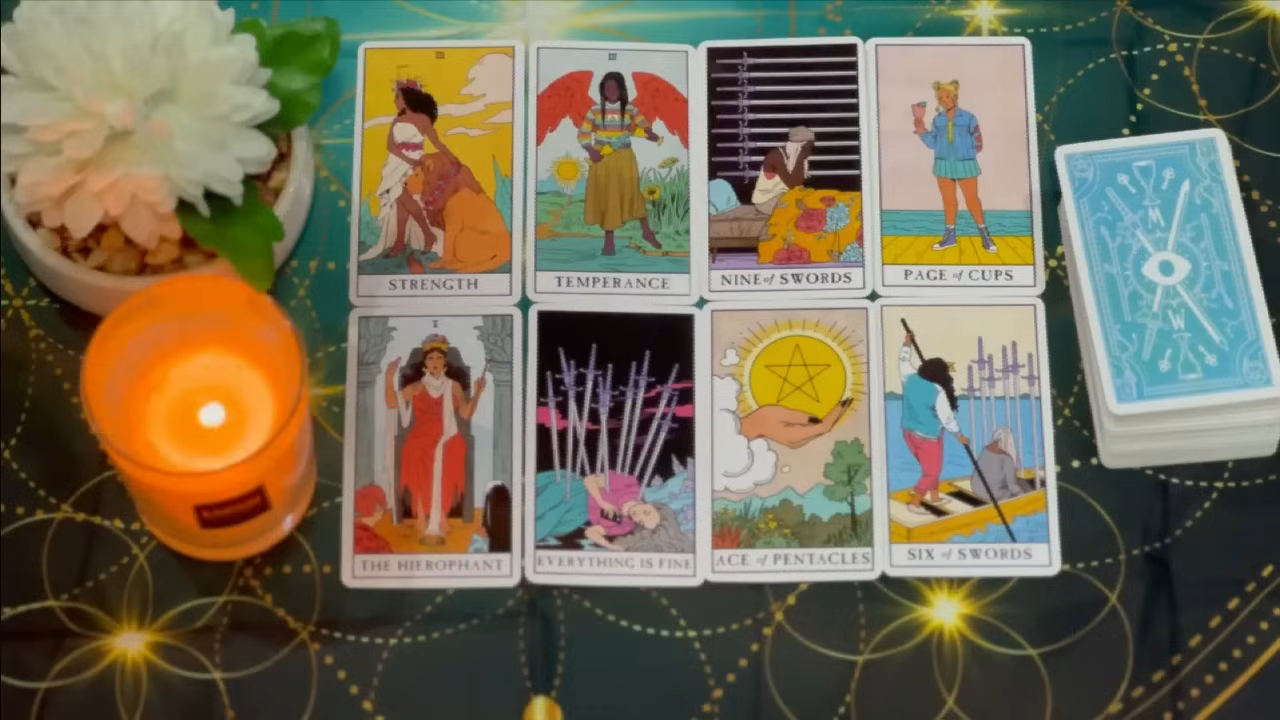 STRENGTH
TEMPERANCE
NINE of SWORDS
PAGE of CUPS
THE HIEROPHANT
EVERYTHING IS FINE
ACE of PENTACLES
SIX of SWORDS
M
W